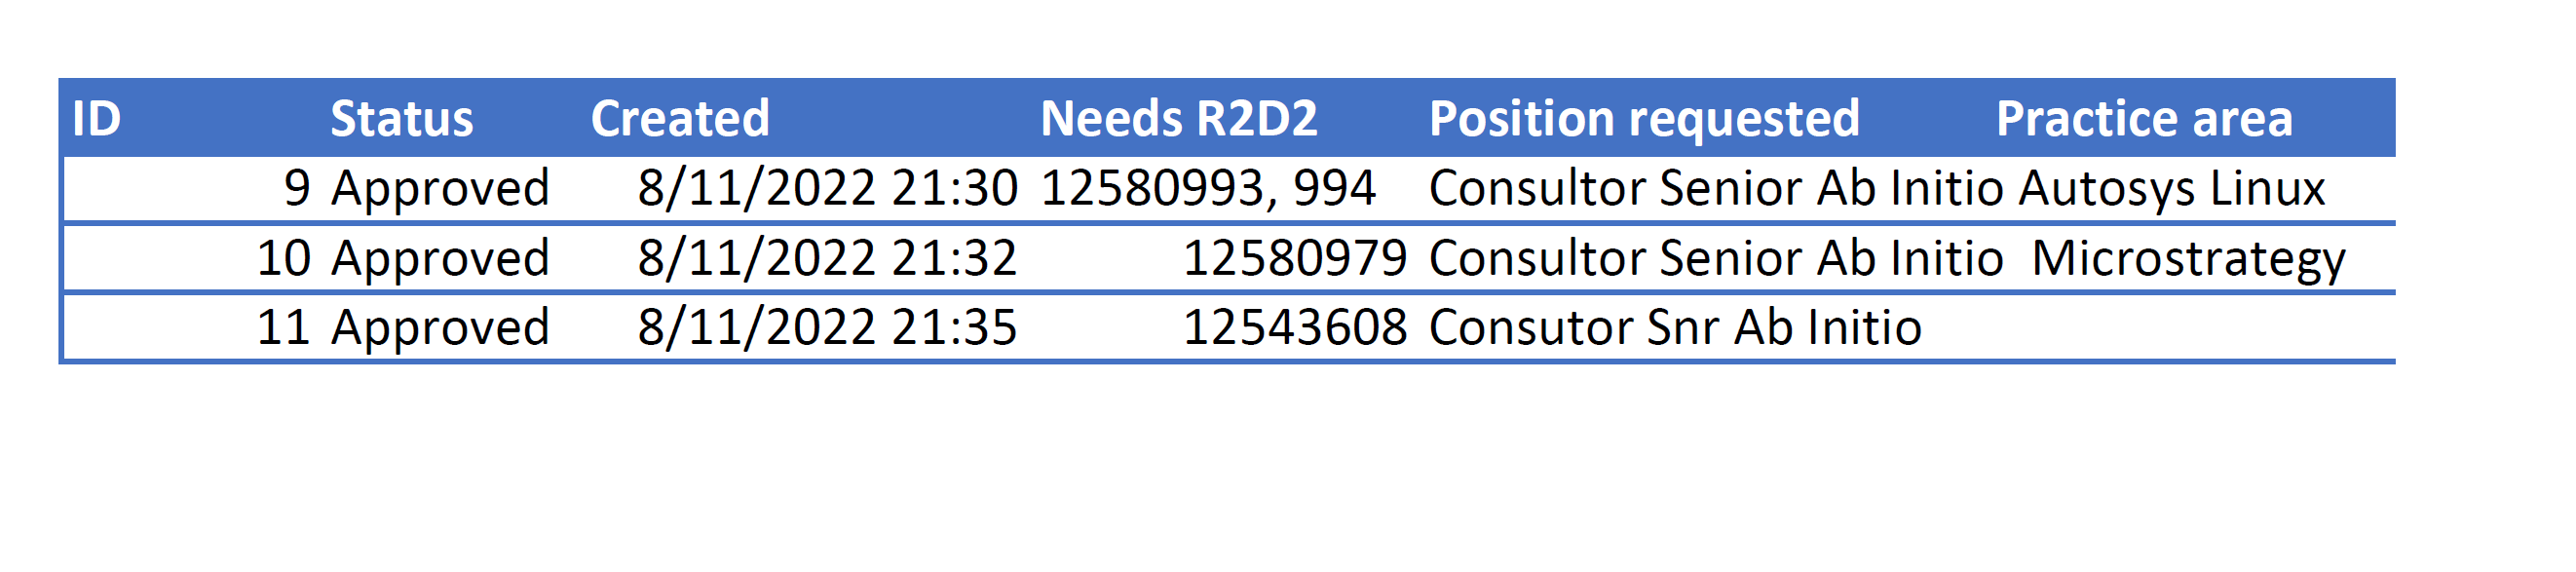 ID Status Created Needs R2D2 Position requested Practice area
9 Approved 8/11/2022 21:30 12580993, 994 Consultor Senior Ab Initio Autosys Linux
10 Approved 8/11/2022 21:32 12580979 Consultor Senior Ab Initio Microstrategy
11 Approved 8/11/2022 21:35 12543608 Consutor Snr Ab Initio